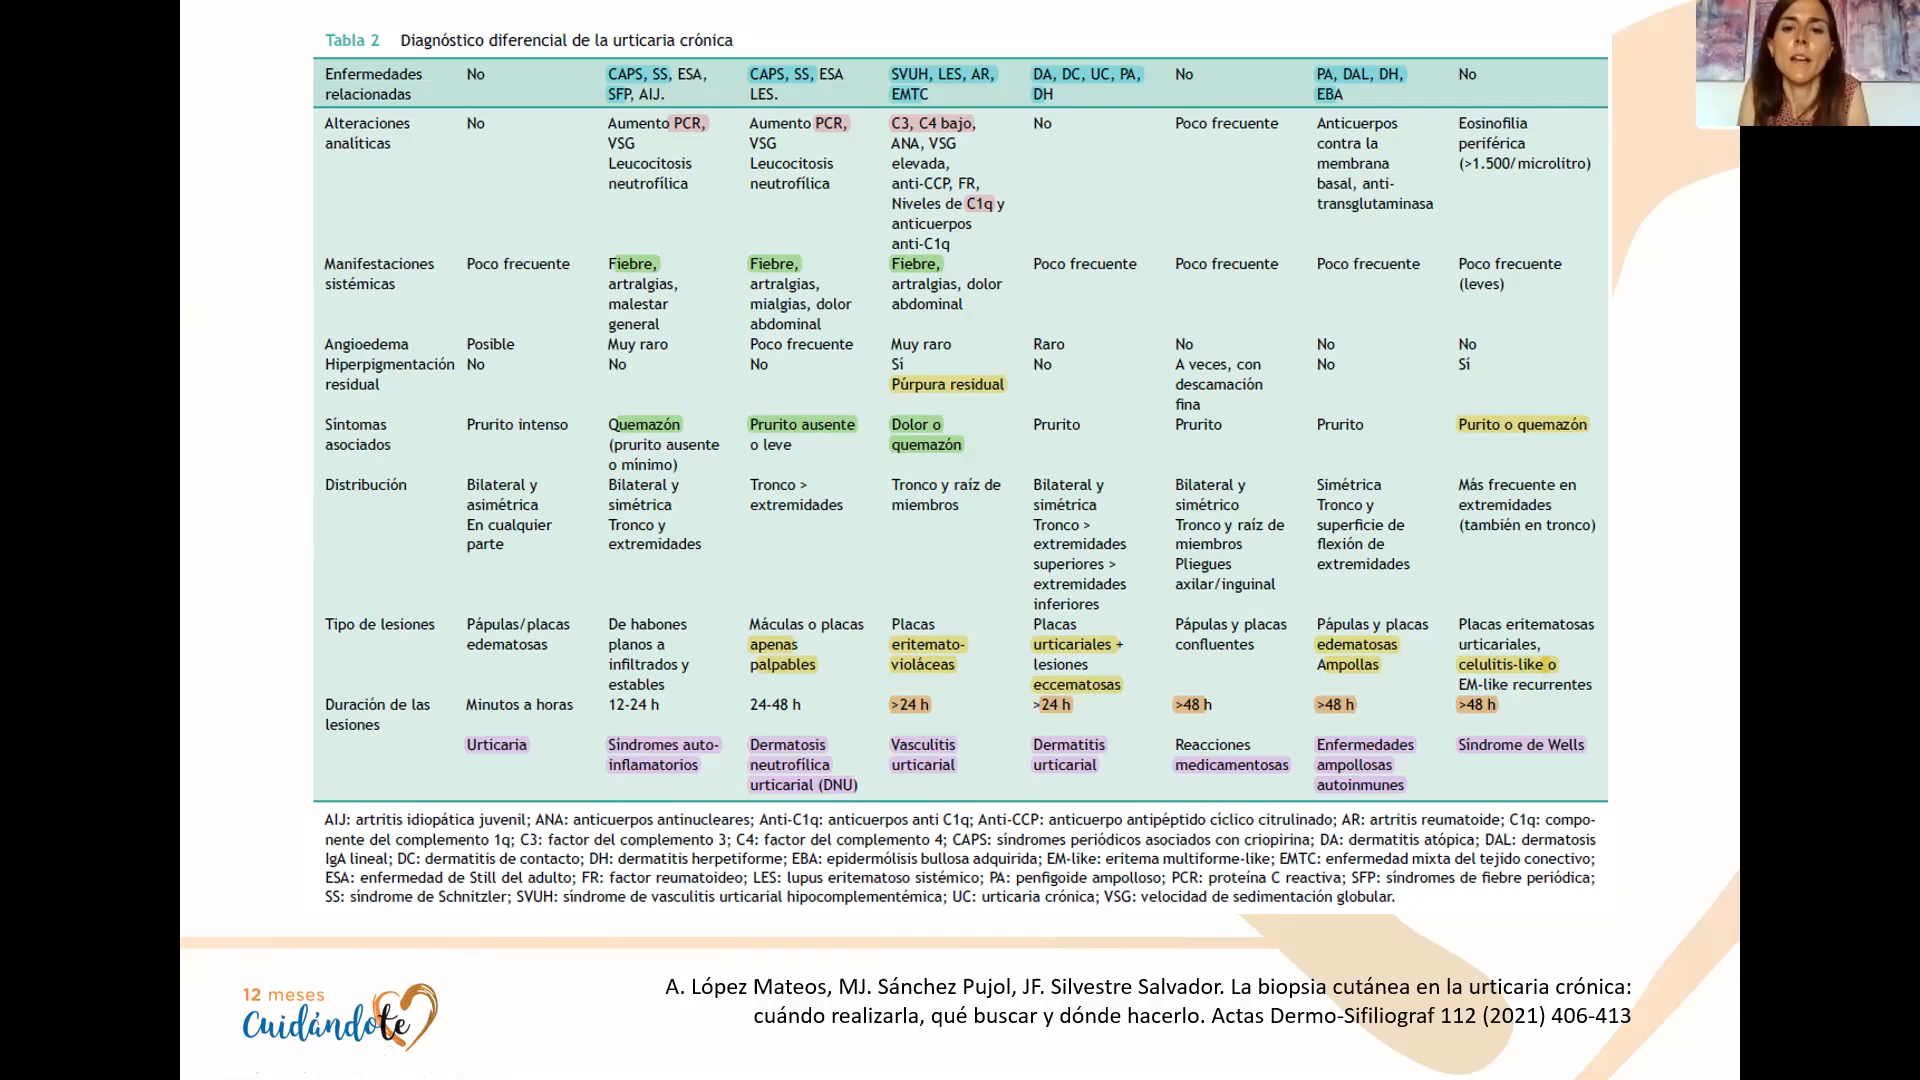 Tabla 2 Diagnóstico diferencial de la urticaria crónica
Enfermedades relacionadas No CAPS, SS, ESA, SFP, AIJ. CAPS, SS, ESA LES. SVUH, LES, AR, EMTC DA, DC, UC, PA, DH No PA, DAL, DH, EBA No
Alteraciones analíticas No Aumento PCR, VSG Leucocitosis neutrofílica Aumento PCR, VSG Leucocitosis neutrofílica C3, C4 bajo, ANA, VSG elevada, anti-CCP, FR, Niveles de C1q y anticuerpos anti-C1q No Poco frecuente Anticuerpos contra la membrana basal, anti-transglutaminasa Eosinofilia periférica (>1.500/microlitro)
Manifestaciones sistémicas Poco frecuente Fiebre, artralgias, malestar general Fiebre, artralgias, mialgias, dolor abdominal Fiebre, artralgias, dolor abdominal Poco frecuente Poco frecuente Poco frecuente Poco frecuente (leves)
Angioedema Posible Muy raro Poco frecuente Muy raro Raro No No No
Hiperpigmentación residual No No No Sí Púrpura residual No A veces, con descamación fina No Sí
Síntomas asociados Prurito intenso Quemazón (prurito ausente o mínimo) Prurito ausente o leve Dolor o quemazón Prurito Prurito Prurito Purito o quemazón
Distribución Bilateral y asimétrica En cualquier parte Bilateral y simétrica Tronco y extremidades Tronco > extremidades Tronco y raíz de miembros Bilateral y simétrica Tronco > extremidades superiores > extremidades inferiores Bilateral y simétrico Tronco y raíz de miembros Pliegues axilar/inguinal Simétrica Tronco y superficie de flexión de extremidades Más frecuente en extremidades (también en tronco)
Tipo de lesiones Pápulas/placas edematosas De habones planos a infiltrados y estables Máculas o placas apenas palpables Placas eritemato-violáceas Placas urticariales + lesiones eccematosas Pápulas y placas confluentes Pápulas y placas edematosas Ampollas Placas eritematosas urticariales, celulitis-like o EM-like recurrentes
Duración de las lesiones Minutos a horas 12-24 h 24-48 h >24 h >24 h >48 h >48 h >48 h
Urticaria Síndromes auto-inflamatorios Dermatosis neutrofílica urticarial (DNU) Vasculitis urticarial Dermatitis urticarial Reacciones medicamentosas Enfermedades ampollosas autoinmunes Síndrome de Wells
AIJ: artritis idiopática juvenil; ANA: anticuerpos antinucleares; Anti-C1q: anticuerpos anti C1q; Anti-CCP: anticuerpo antipéptido cíclico citrulinado; AR: artritis reumatoide; C1q: compo-
nente del complemento 1q; C3: factor del complemento 3; C4: factor del complemento 4; CAPS: síndromes periódicos asociados con criopirina; DA: dermatitis atópica; DAL: dermatosis
IgA lineal; DC: dermatitis de contacto; DH: dermatitis herpetiforme; EBA: epidermólisis bullosa adquirida; EM-like: eritema multiforme-like; EMTC: enfermedad mixta del tejido conectivo;
ESA: enfermedad de Still del adulto; FR: factor reumatoideo; LES: lupus eritematoso sistémico; PA: penfigoide ampolloso; PCR: proteína C reactiva; SFP: síndromes de fiebre periódica;
SS: síndrome de Schnitzler; SVUH: síndrome de vasculitis urticarial hipocomplementémica; UC: urticaria crónica; VSG: velocidad de sedimentación globular.
12 meses
Cuidándote
A. López Mateos, MJ. Sánchez Pujol, JF. Silvestre Salvador. La biopsia cutánea en la urticaria crónica:
cuándo realizarla, qué buscar y dónde hacerlo. Actas Dermo-Sifiliograf 112 (2021) 406-413